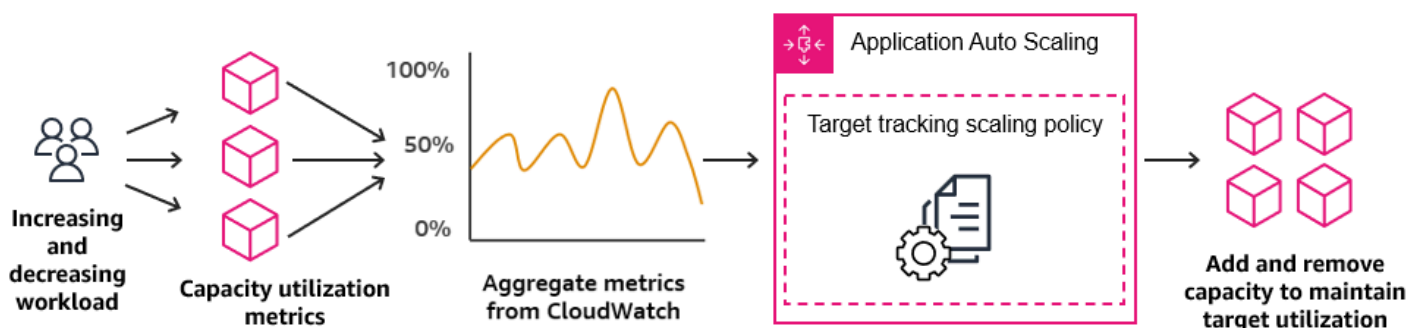 Increasing
and
decreasing
workload
Capacity utilization
metrics
100%
50%
0%
Aggregate metrics
from CloudWatch
Application Auto Scaling
Target tracking scaling policy
Add and remove
capacity to maintain
target utilization